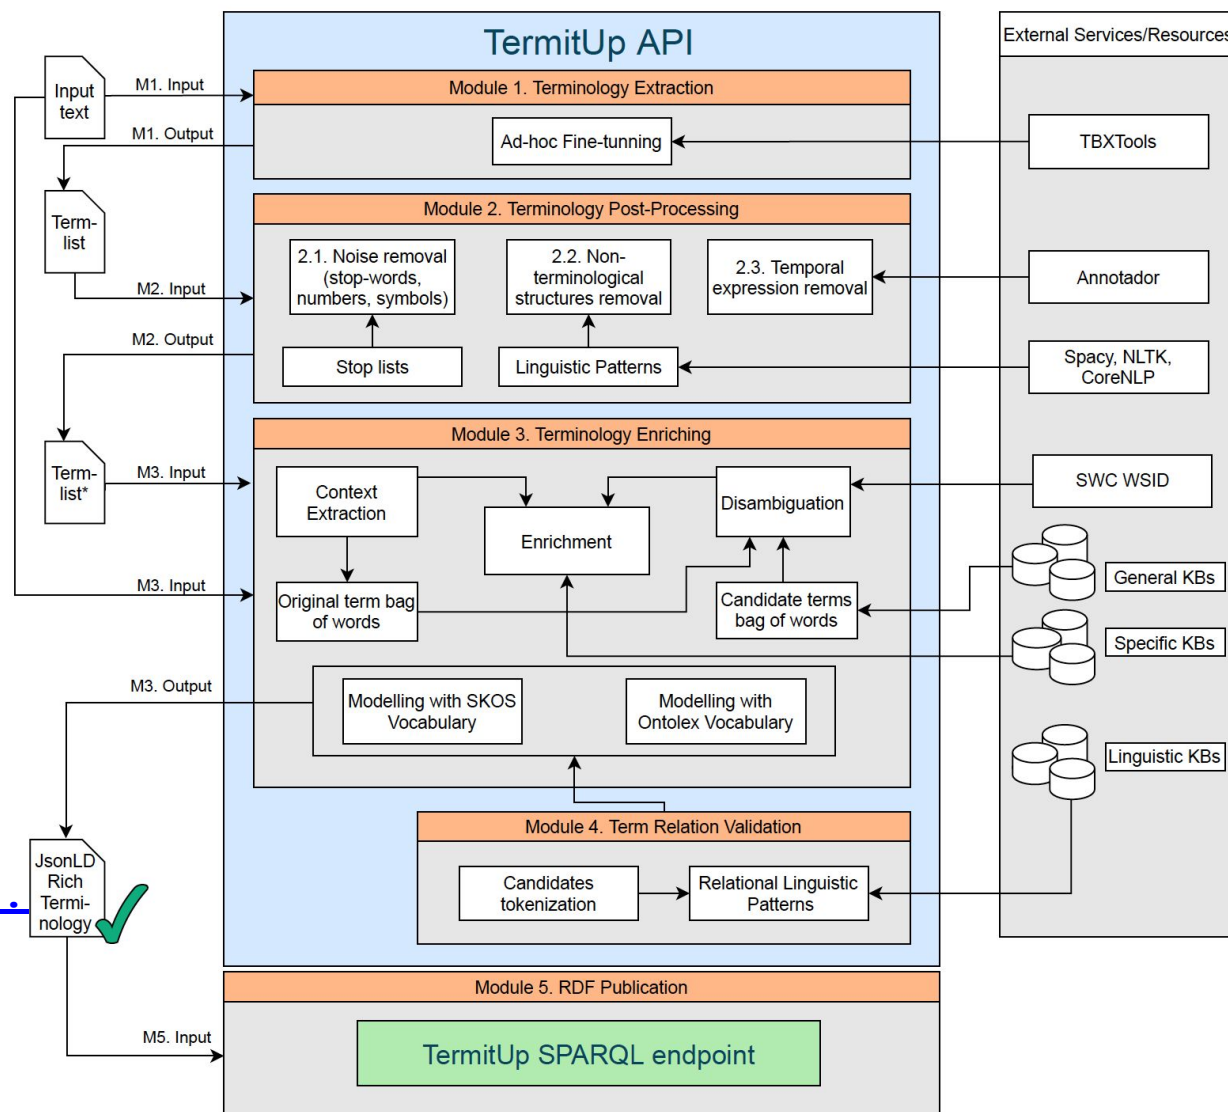 TermitUp API
External Services/Resources
Input
text
M1. Input
Module 1. Terminology Extraction
M1. Output
Ad-hoc Fine-tunning
TBXTools
Term-
list
Module 2. Terminology Post-Processing
2.1. Noise removal
(stop-words,
numbers, symbols)
2.2. Non-
terminological
structures removal
2.3. Temporal
expression removal
Annotador
M2. Input
M2. Output
Stop lists
Linguistic Patterns
Spacy, NLTK,
CoreNLP
Module 3. Terminology Enriching
Term-
list*
M3. Input
Context
Extraction
Enrichment
Disambiguation
SWC WSID
M3. Input
Original term bag
of words
Candidate terms
bag of words
General KBs
Specific KBs
M3. Output
Modelling with SKOS
Vocabulary
Modelling with
Ontolex Vocabulary
Linguistic KBs
Module 4. Term Relation Validation
JsonLD
Rich
Termi-
nology
Candidates
tokenization
Relational Linguistic
Patterns
Module 5. RDF Publication
M5. Input
TermitUp SPARQL endpoint